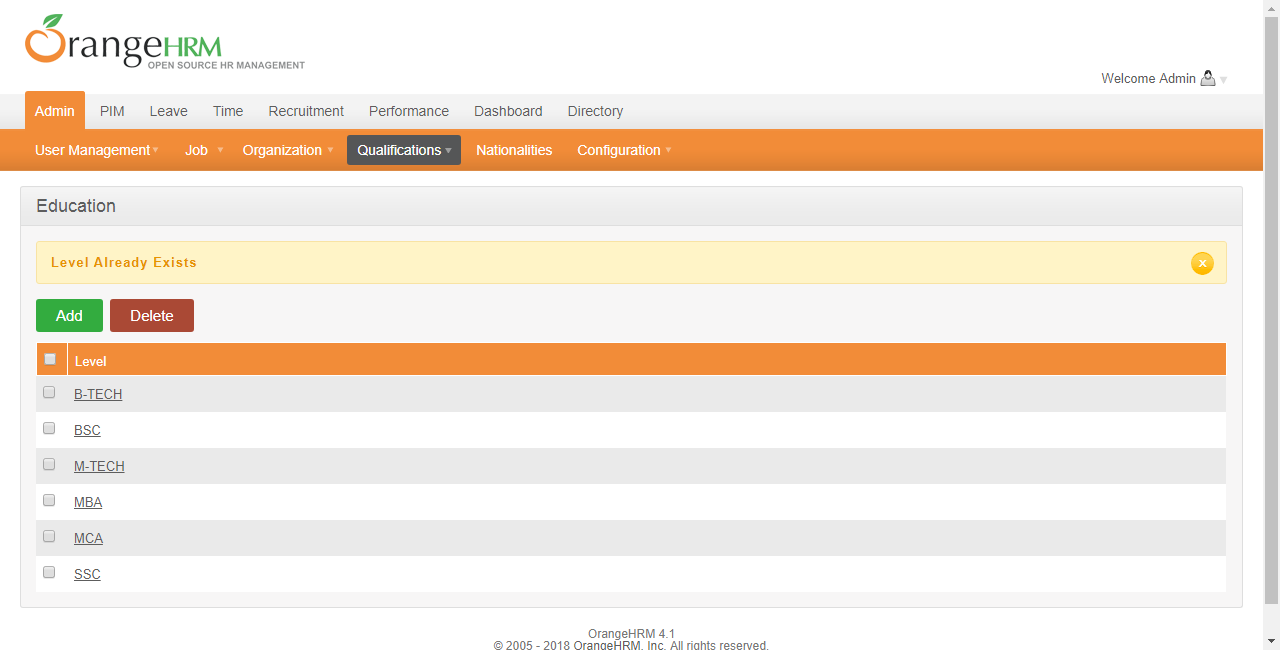 OrangeHRM
OPEN SOURCE HR MANAGEMENT
Welcome Admin
Admin PIM Leave Time Recruitment Performance Dashboard Directory
User Management Job Organization Qualifications Nationalities Configuration
Education
Level Already Exists
x
Add Delete
Level
B-TECH
BSC
M-TECH
MBA
MCA
SSC
OrangeHRM 4.1
© 2005 - 2018 OrangeHRM, Inc. All rights reserved.